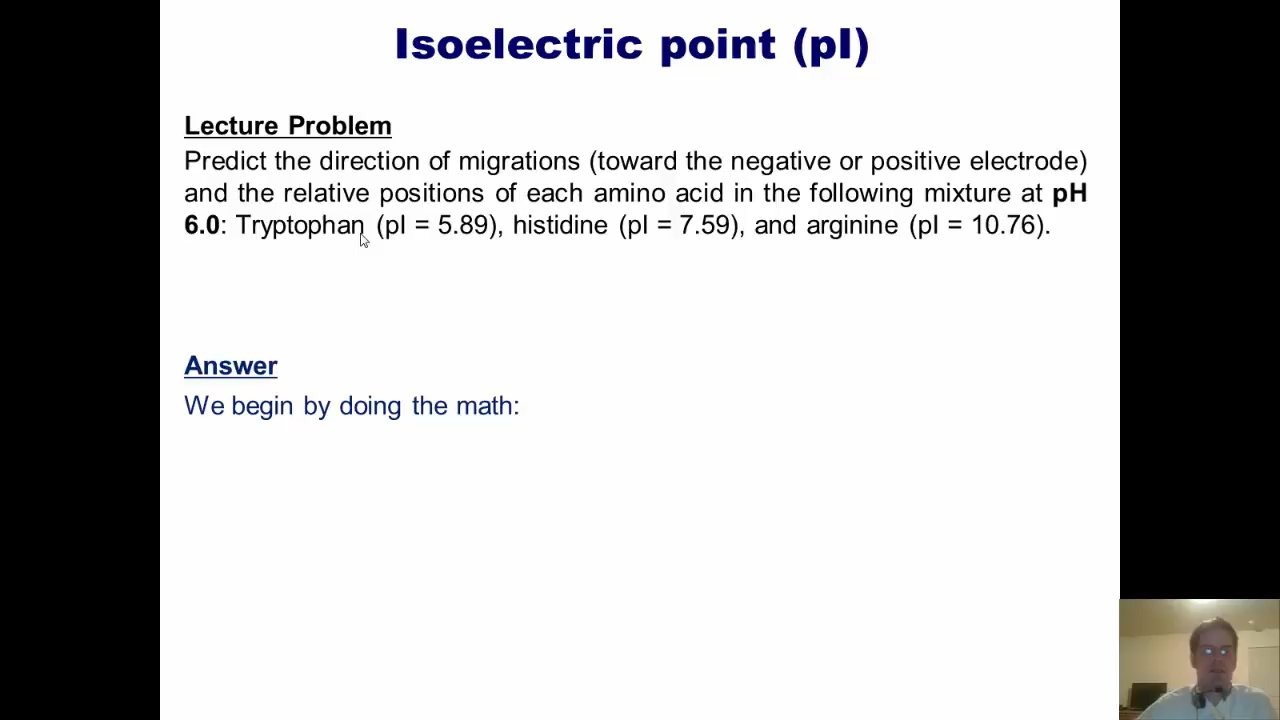 Isoelectric point (pI)
Lecture Problem
Predict the direction of migrations (toward the negative or positive electrode)
and the relative positions of each amino acid in the following mixture at pH
6.0: Tryptophan (pI = 5.89), histidine (pI = 7.59), and arginine (pI = 10.76).
Answer
We begin by doing the math: